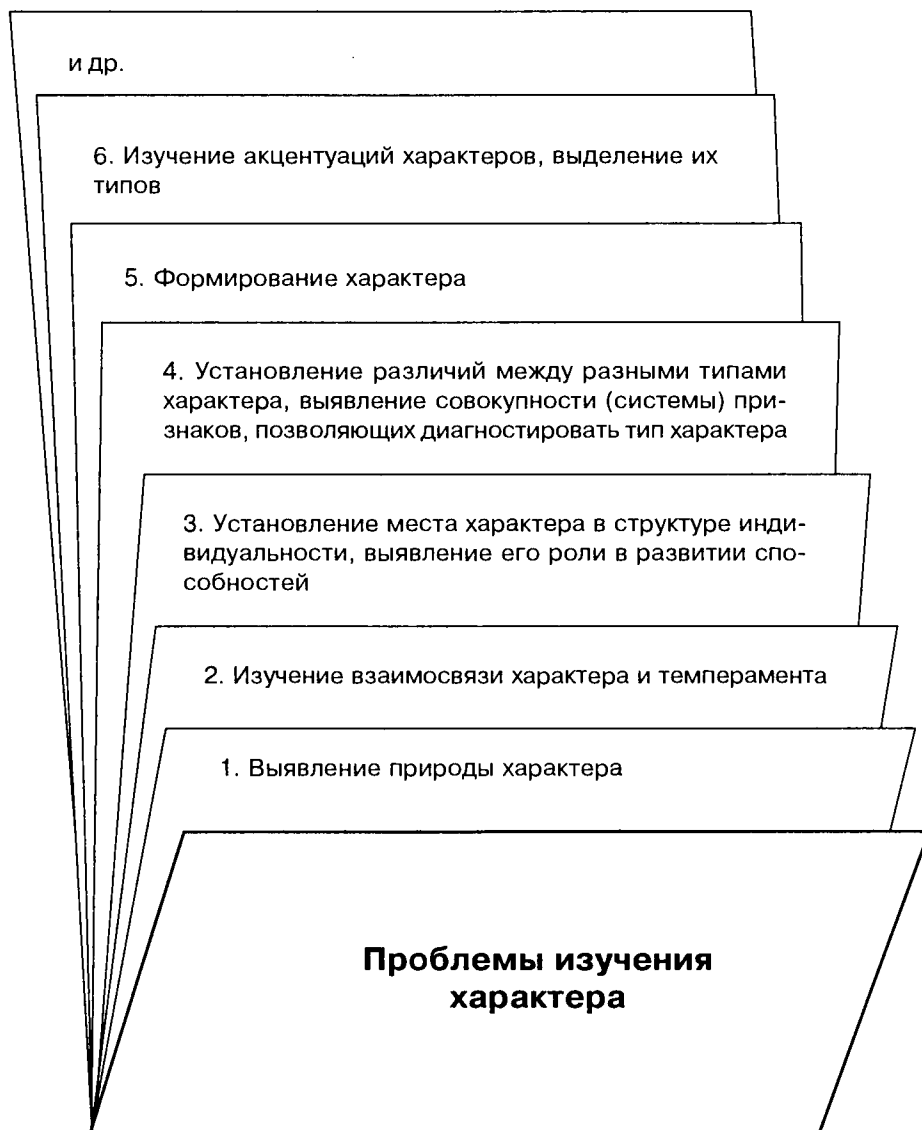 и др.
6. Изучение акцентуаций характеров, выделение их
типов
5. Формирование характера
4. Установление различий между разными типами
характера, выявление совокупности (системы) при-
знаков, позволяющих диагностировать тип характера
3. Установление места характера в структуре инди-
видуальности, выявление его роли в развитии спо-
собностей
2. Изучение взаимосвязи характера и темперамента
1. Выявление природы характера
Проблемы изучения
характера